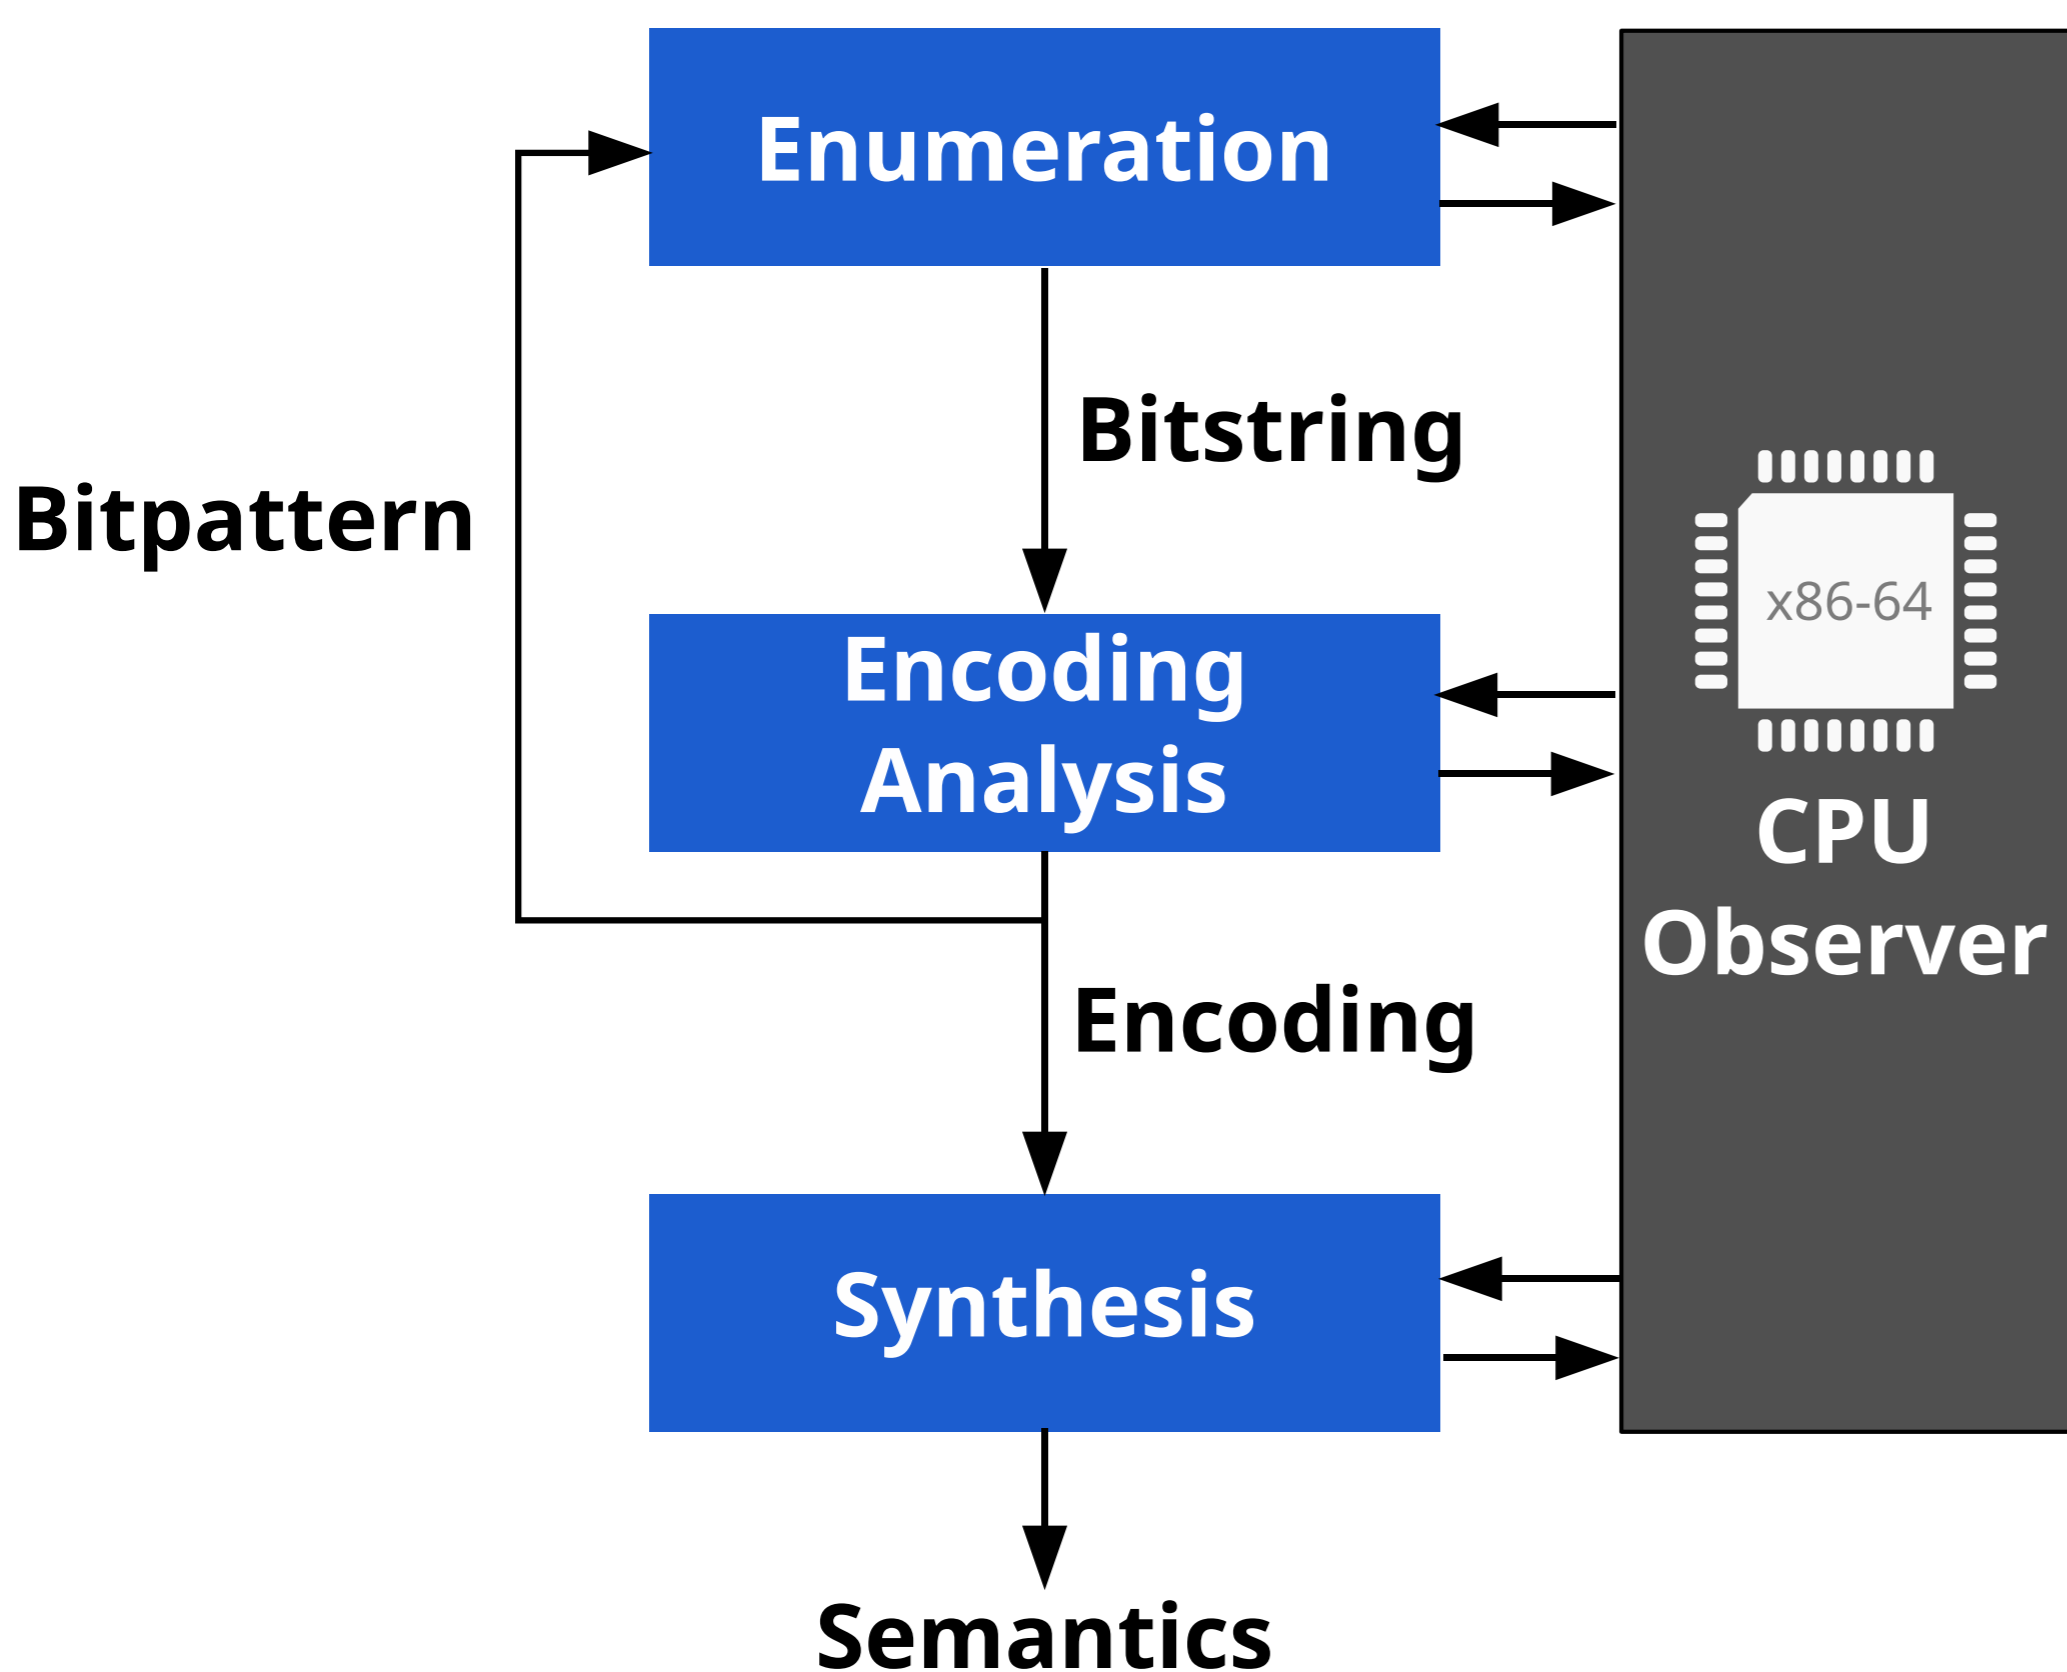 Enumeration
Bitstring
Bitpattern
Encoding
Analysis
x86-64
CPU
Observer
Encoding
Synthesis
Semantics